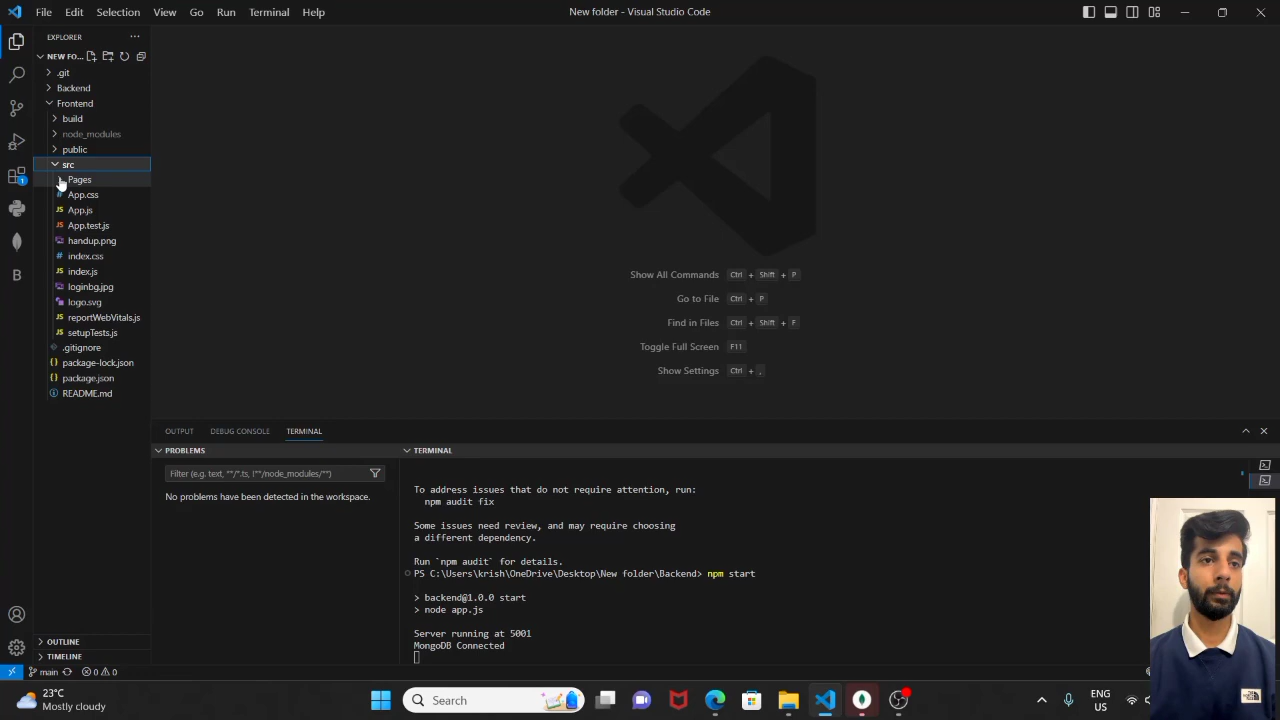 File Edit Selection View Go Run Terminal Help
New folder - Visual Studio Code
EXPLORER
NEW FO...
.git
Backend
Frontend
build
node_modules
public
src
Pages
# App.css
JS App.js
JS App.test.js
handup.png
# index.css
JS index.js
loginbg.jpg
logo.svg
JS reportWebVitals.js
JS setupTests.js
.gitignore
{} package-lock.json
{} package.json
README.md
OUTLINE
TIMELINE
Show All Commands Ctrl + Shift + P
Go to File Ctrl + P
Find in Files Ctrl + Shift + F
Toggle Full Screen F11
Show Settings Ctrl + ,
OUTPUT DEBUG CONSOLE TERMINAL
PROBLEMS
Filter (e.g. text, **/*.ts, !**/node_modules/**)
No problems have been detected in the workspace.
TERMINAL
To address issues that do not require attention, run:
npm audit fix
Some issues need review, and may require choosing
a different dependency.
Run `npm audit` for details.
PS C:\Users\krish\OneDrive\Desktop\New folder\Backend> npm start
> backend@1.0.0 start
> node app.js
Server running at 5001
MongoDB Connected
main 0 0
23°C
Mostly cloudy
Search
ENG
US